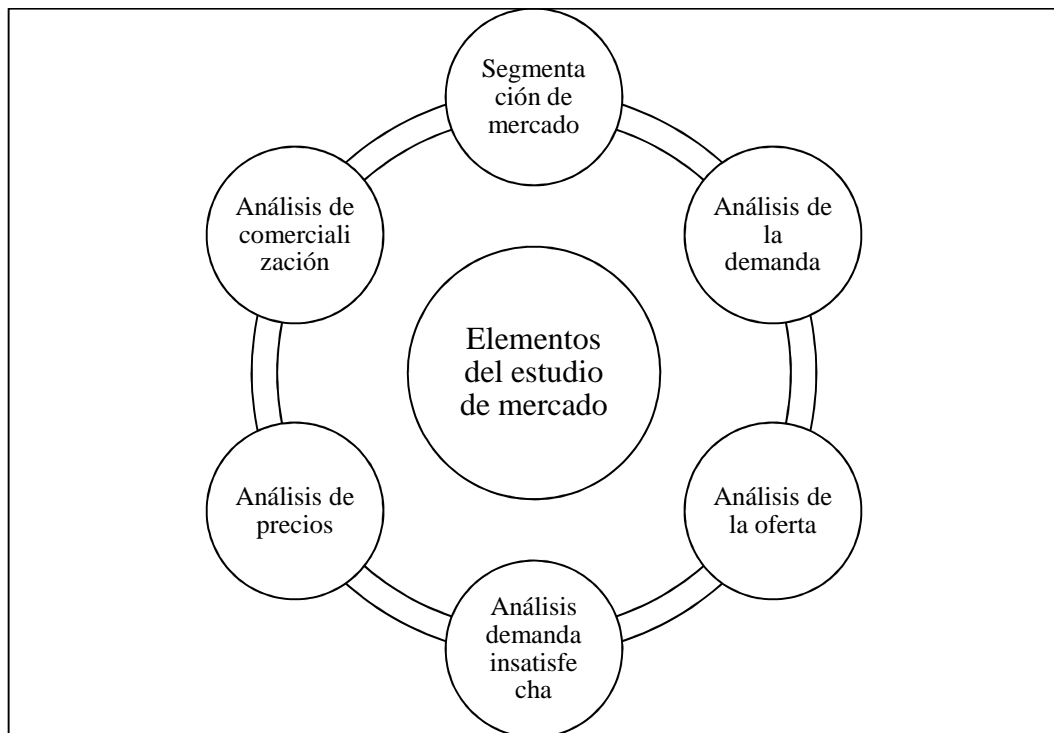 Segmenta
ción de
mercado
Análisis de
la
demanda
Análisis de
la oferta
Análisis
demanda
insatisfe
cha
Análisis de
precios
Análisis de
comerciali
zación
Elementos
del estudio
de mercado